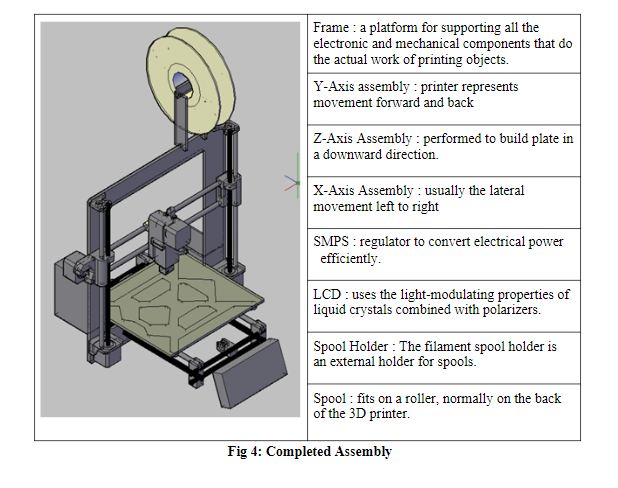 Frame : a platform for supporting all the
electronic and mechanical components that do
the actual work of printing objects.
Y-Axis assembly : printer represents
movement forward and back
Z-Axis Assembly : performed to build plate in
a downward direction.
X-Axis Assembly : usually the lateral
movement left to right
SMPS : regulator to convert electrical power
efficiently.
LCD : uses the light-modulating properties of
liquid crystals combined with polarizers.
Spool Holder : The filament spool holder is
an external holder for spools.
Spool : fits on a roller, normally on the back
of the 3D printer.
Fig 4: Completed Assembly